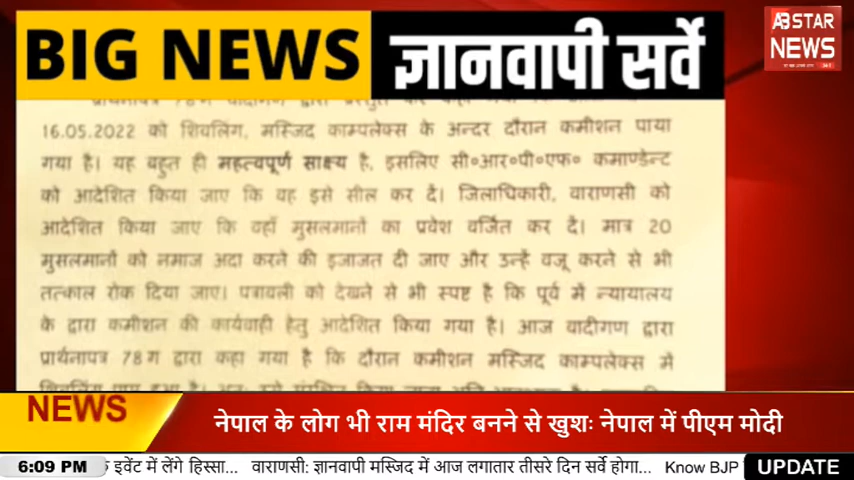 BIG NEWS
ज्ञानवापी सर्वे
AB STAR
NEWS
16.05.2022 को शिवलिंग, मस्जिद काम्पलेक्स के अन्दर दौरान कमीशन पाया
गया है। यह बहुत ही महत्वपूर्ण साक्ष्य है, इसलिए सी०आर०पी०एफ० कमाण्डेन्ट
को आदेशित किया जाए कि वह इसे सील कर दें। जिलाधिकारी, वाराणसी को
आदेशित किया जाए कि वहाँ मुसलमानों का प्रवेश वर्जित कर दें। मात्र 20
मुसलमानों को नमाज अदा करने की इजाजत दी जाए और उन्हें वजू करने से भी
तत्काल रोक दिया जाए। पत्रावली को देखने से भी स्पष्ट है कि पूर्व में न्यायालय
के द्वारा कमीशन की कार्यवाही हेतु आदेशित किया गया है। आज वादीगण द्वारा
प्रार्थनापत्र 78ग द्वारा कहा गया है कि दौरान कमीशन मस्जिद काम्पलेक्स में
NEWS
नेपाल के लोग भी राम मंदिर बनने से खुशः नेपाल में पीएम मोदी
6:09 PM इवेंट में लेंगे हिस्सा... वाराणसी: ज्ञानवापी मस्जिद में आज लगातार तीसरे दिन सर्वे होगा... Know BJP UPDATE